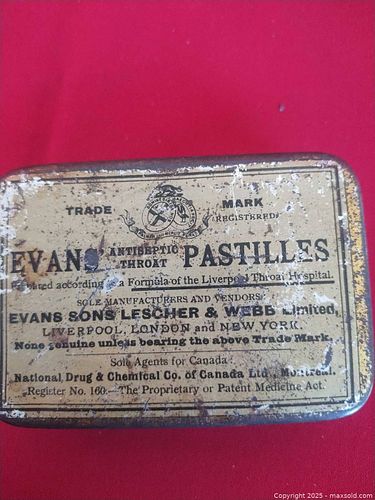 TRADE MARK
(REGISTERED)
EVANS ANTISEPTIC THROAT PASTILLES
Prepared according to a Formula of the Liverpool Throat Hospital.
SOLE MANUFACTURERS AND VENDORS:
EVANS SONS LESCHER & WEBB Limited,
LIVERPOOL, LONDON and NEW YORK.
None genuine unless bearing the above Trade Mark.
Sole Agents for Canada:
National Drug & Chemical Co. of Canada Ltd., Montreal.
Register No. 160.—The Proprietary or Patent Medicine Act.
Copyright 2025 - maxsold.com